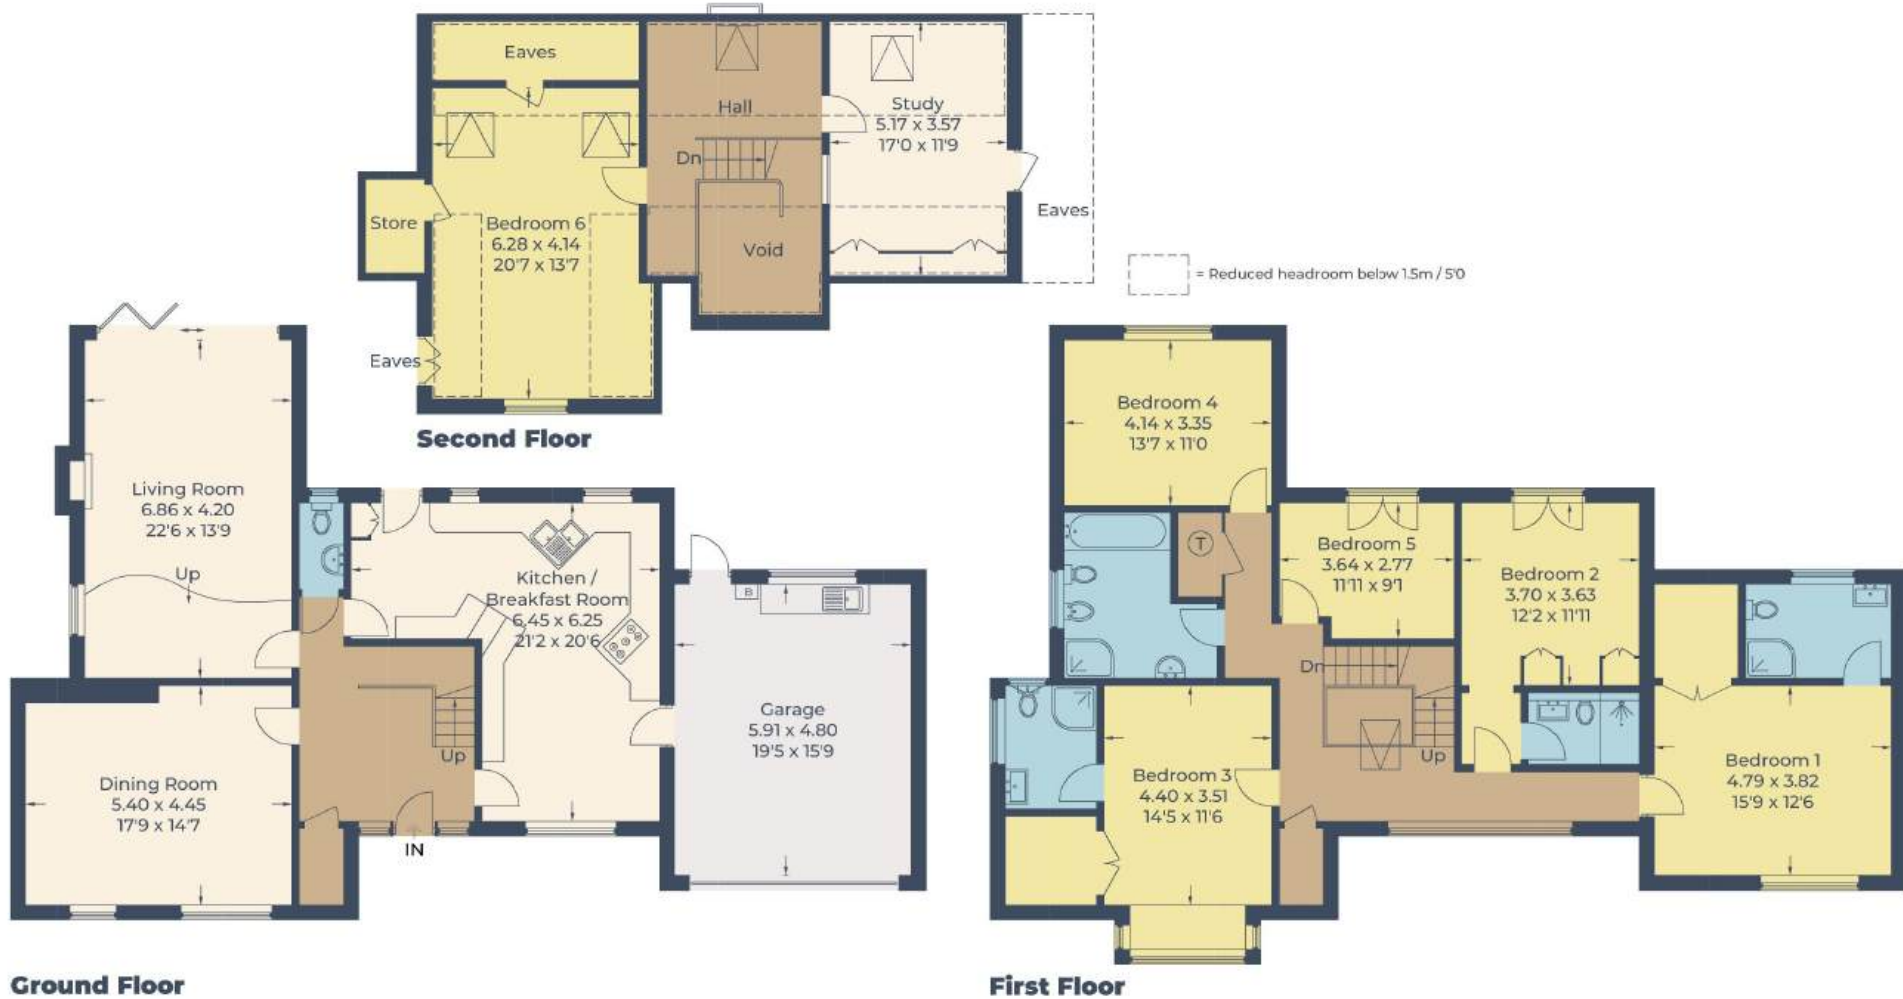 Eaves
Hall
Study
5.17 x 3.57
17'0 x 11'9
Dn
Store
Bedroom 6
6.28 x 4.14
20'7 x 13'7
Void
Eaves
Eaves
Second Floor
= Reduced headroom below 1.5m / 5'0
Living Room
6.86 x 4.20
22'6 x 13'9
Up
Kitchen /
Breakfast Room
6.45 x 6.25
21'2 x 20'6
B
Garage
5.91 x 4.80
19'5 x 15'9
Up
Dining Room
5.40 x 4.45
17'9 x 14'7
IN
Ground Floor
Bedroom 4
4.14 x 3.35
13'7 x 11'0
T
Bedroom 5
3.64 x 2.77
11'11 x 9'1
Bedroom 2
3.70 x 3.63
12'2 x 11'11
Dn
Up
Bedroom 3
4.40 x 3.51
14'5 x 11'6
Bedroom 1
4.79 x 3.82
15'9 x 12'6
First Floor